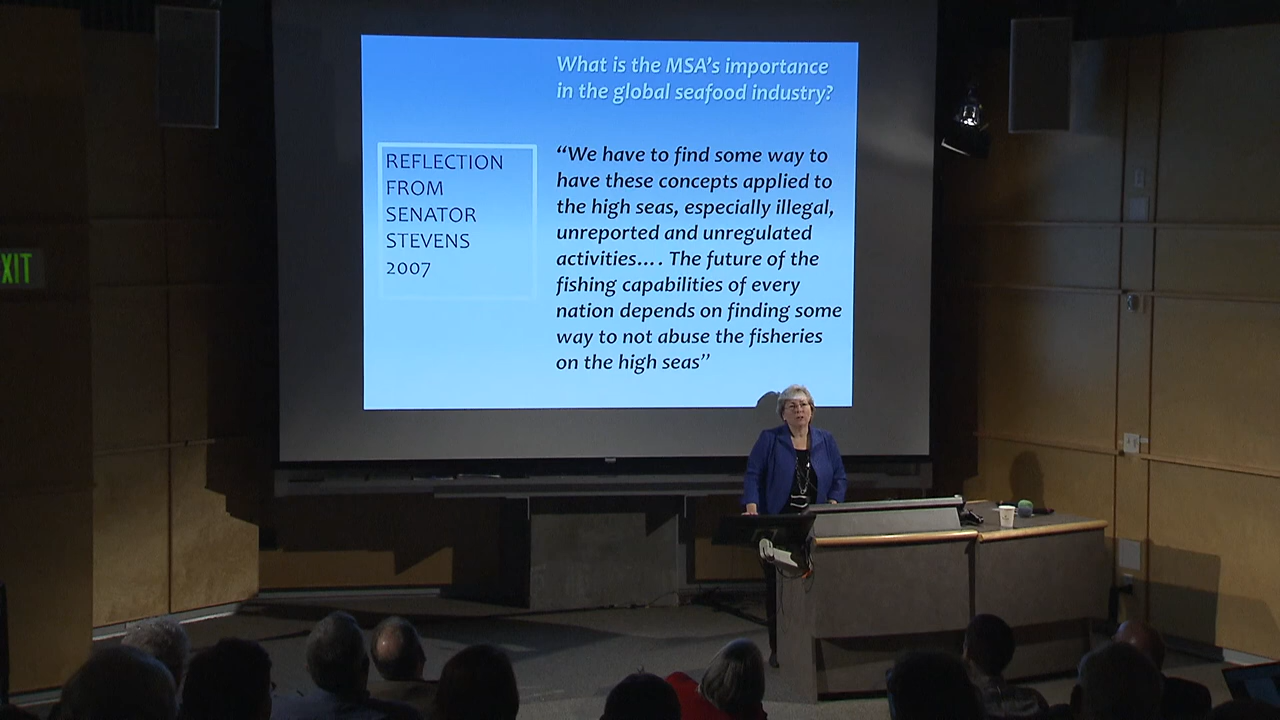 What is the MSA's importance
in the global seafood industry?
REFLECTION
FROM
SENATOR
STEVENS
2007
“We have to find some way to
have these concepts applied to
the high seas, especially illegal,
unreported and unregulated
activities…. The future of the
fishing capabilities of every
nation depends on finding some
way to not abuse the fisheries
on the high seas”
EXIT